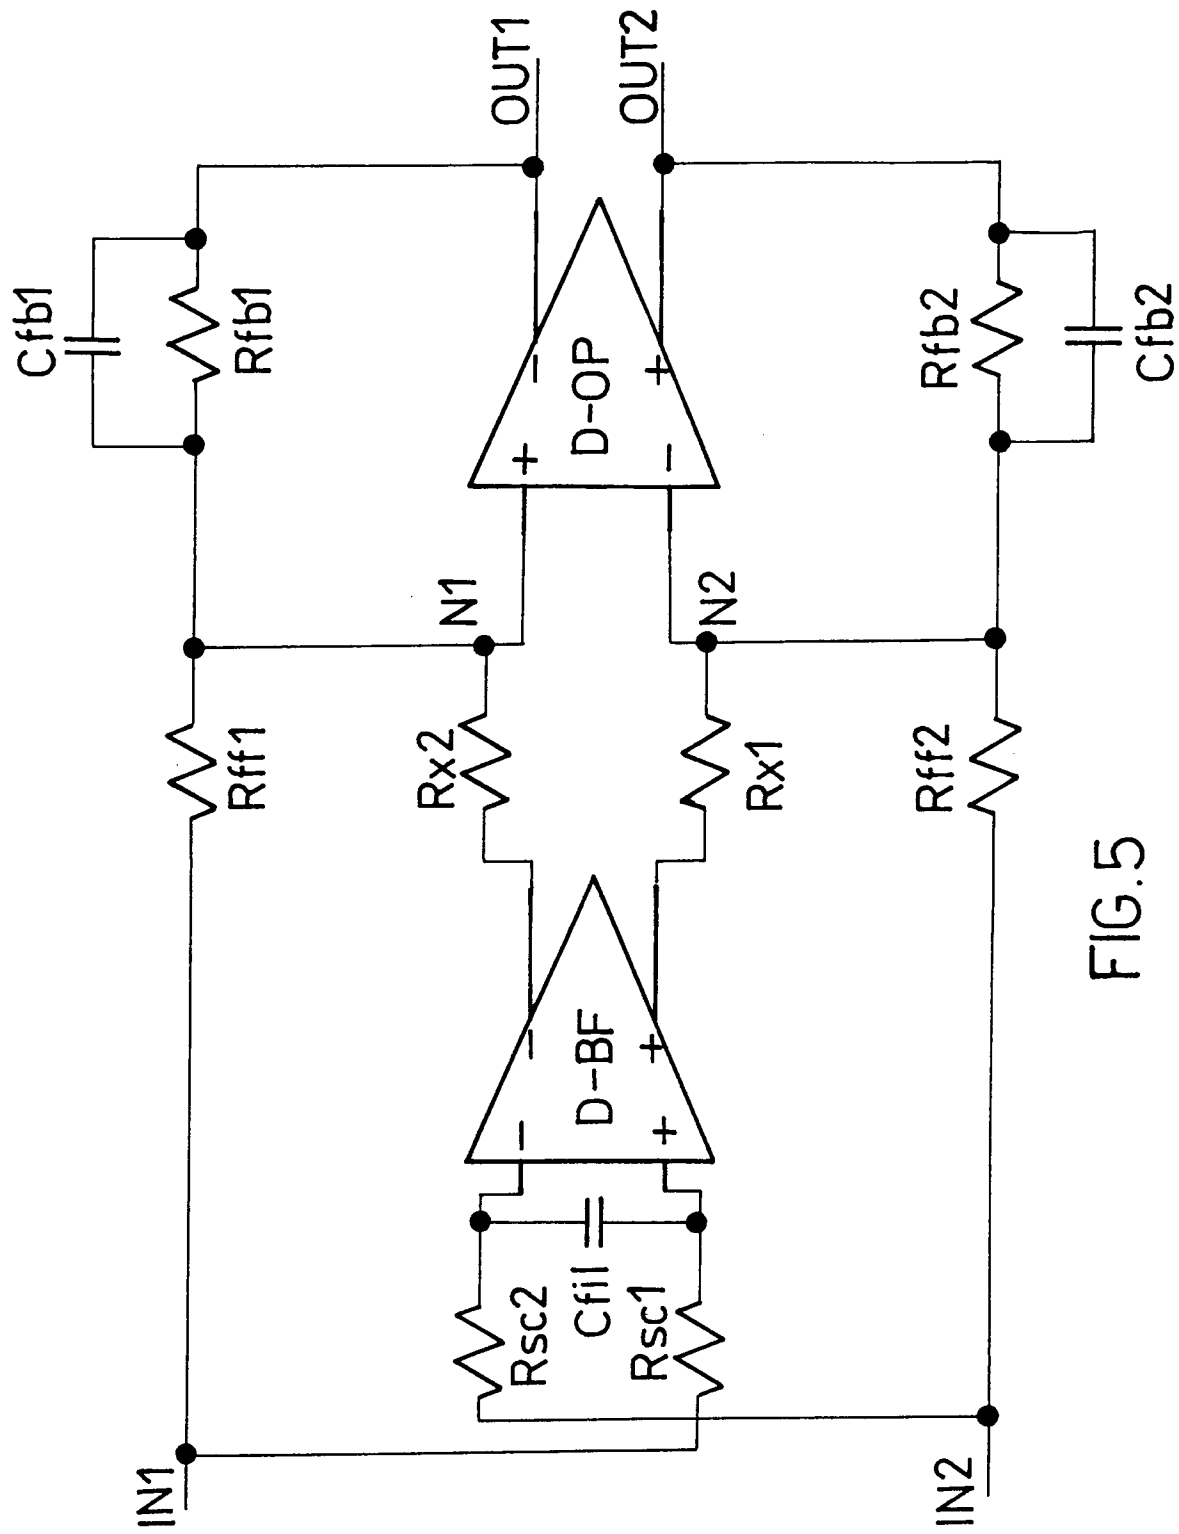 Cfb1
Rfb1
OUT1
IN1
Rff1
N1
Rx2
Rsc2
Cfil
Rsc1
−
−
+
+
D-BF
+
−
−
+
D-OP
Rx1
N2
OUT2
IN2
Rff2
Rfb2
Cfb2
FIG.5